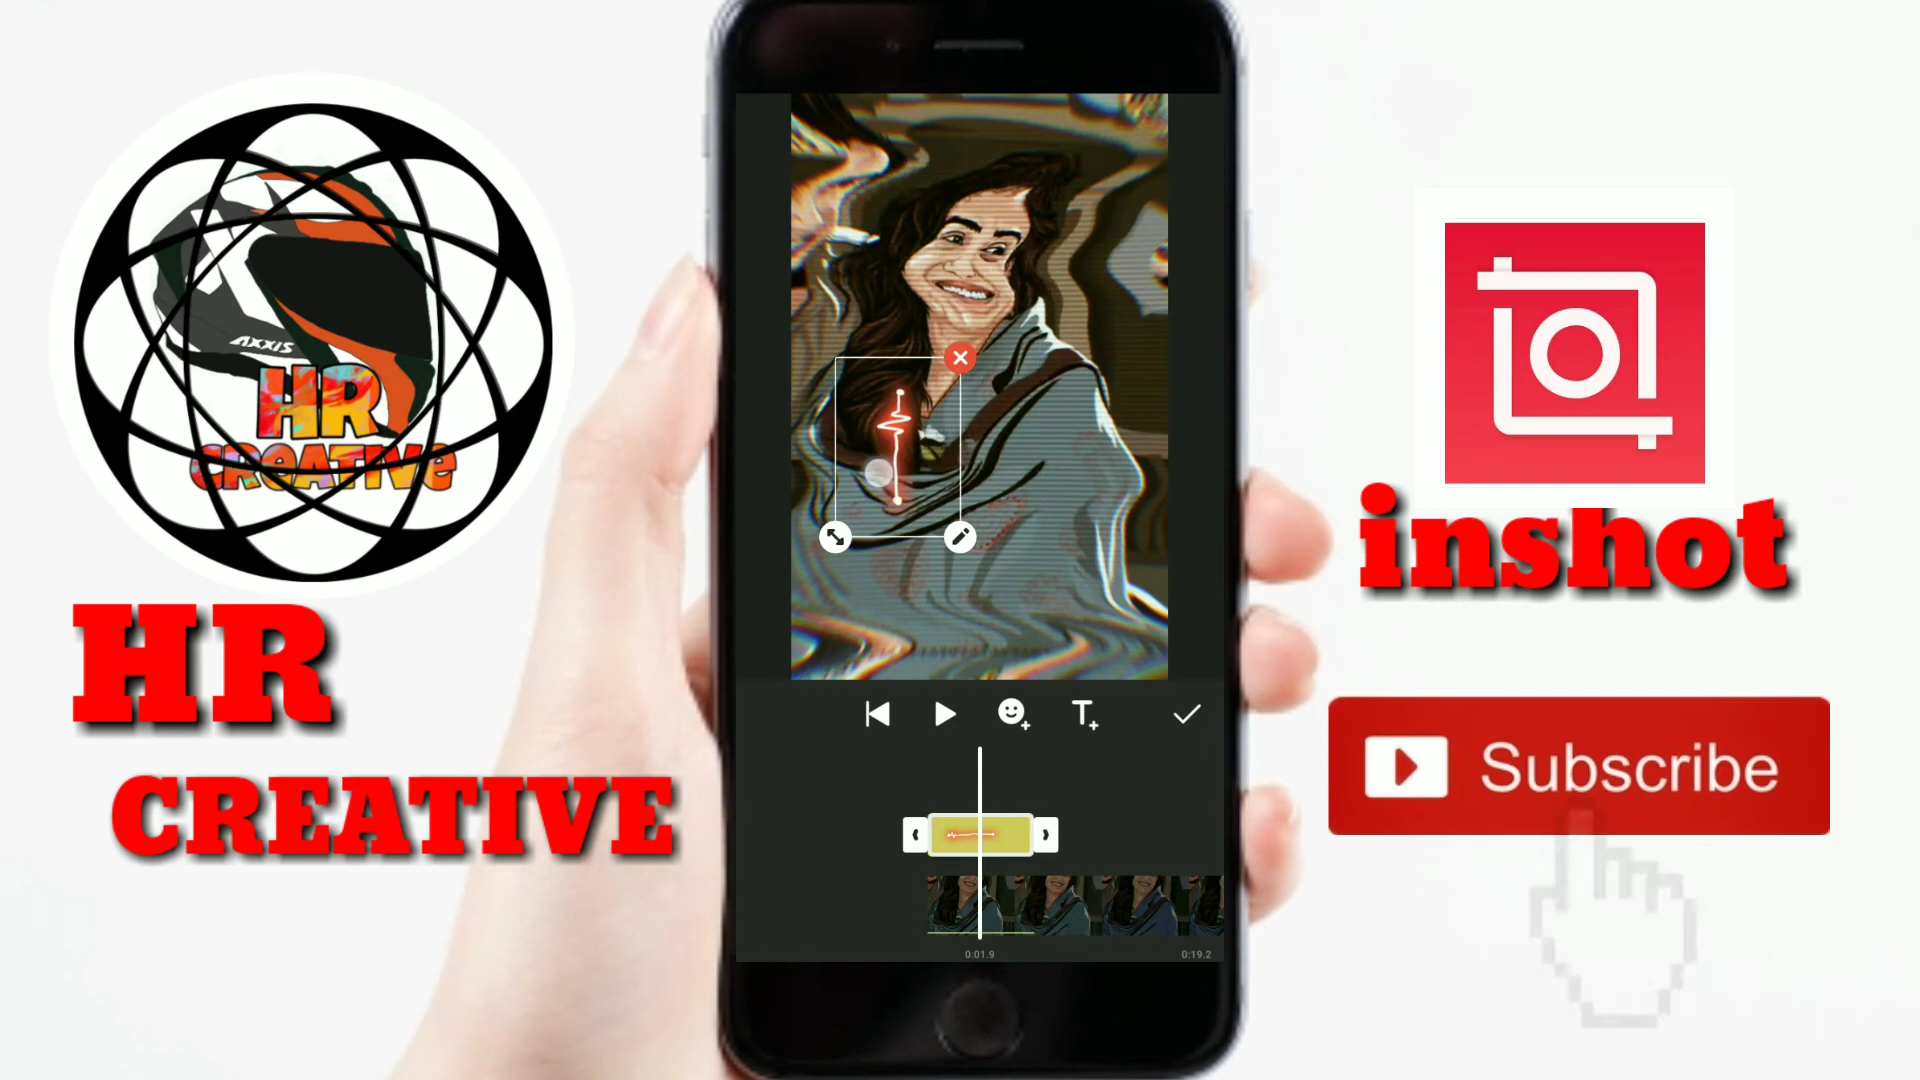 AXXIS
HR
CREATIVE
HR
CREATIVE
inshot
Subscribe
T+
0:01.9
0:19.2